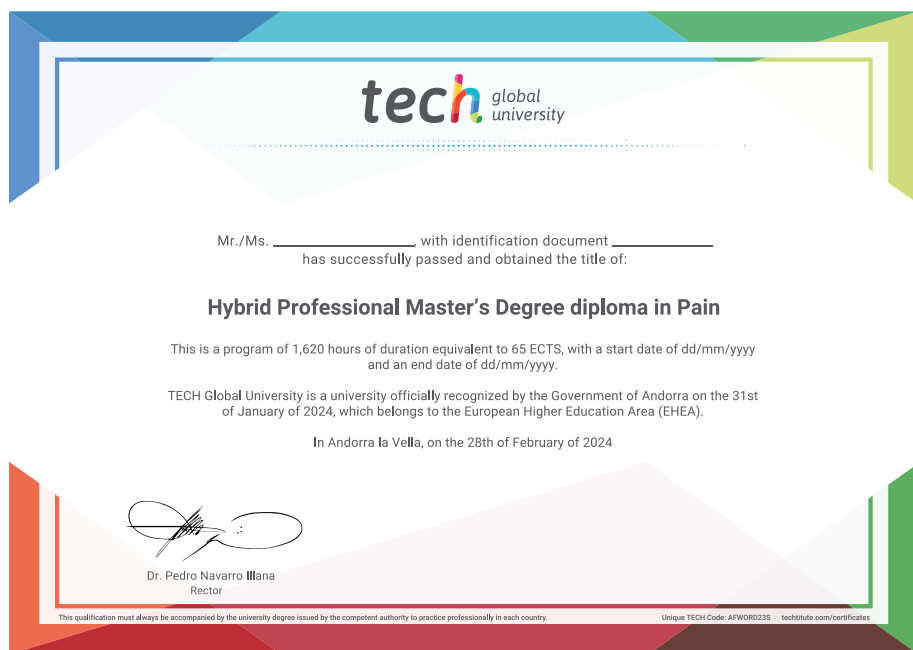 tech global university
Mr./Ms. ____________________, with identification document ______________
has successfully passed and obtained the title of:
Hybrid Professional Master’s Degree diploma in Pain
This is a program of 1,620 hours of duration equivalent to 65 ECTS, with a start date of dd/mm/yyyy
and an end date of dd/mm/yyyy.
TECH Global University is a university officially recognized by the Government of Andorra on the 31st
of January of 2024, which belongs to the European Higher Education Area (EHEA).
In Andorra la Vella, on the 28th of February of 2024
Dr. Pedro Navarro Illana
Rector
This qualification must always be accompanied by the university degree issued by the competent authority to practice professionally in each country.
Unique TECH Code: AFWORD23S techtitute.com/certificates